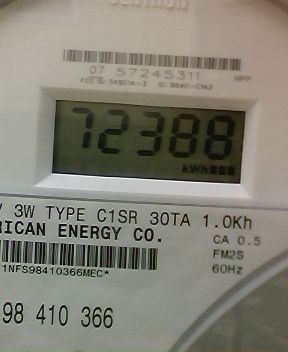 07 57245311 HFP
72388
kWh
3W TYPE C1SR 30TA 1.0Kh
RICAN ENERGY CO. CA 0.5
FM2S
1NFS98410366MEC* 60Hz
98 410 366